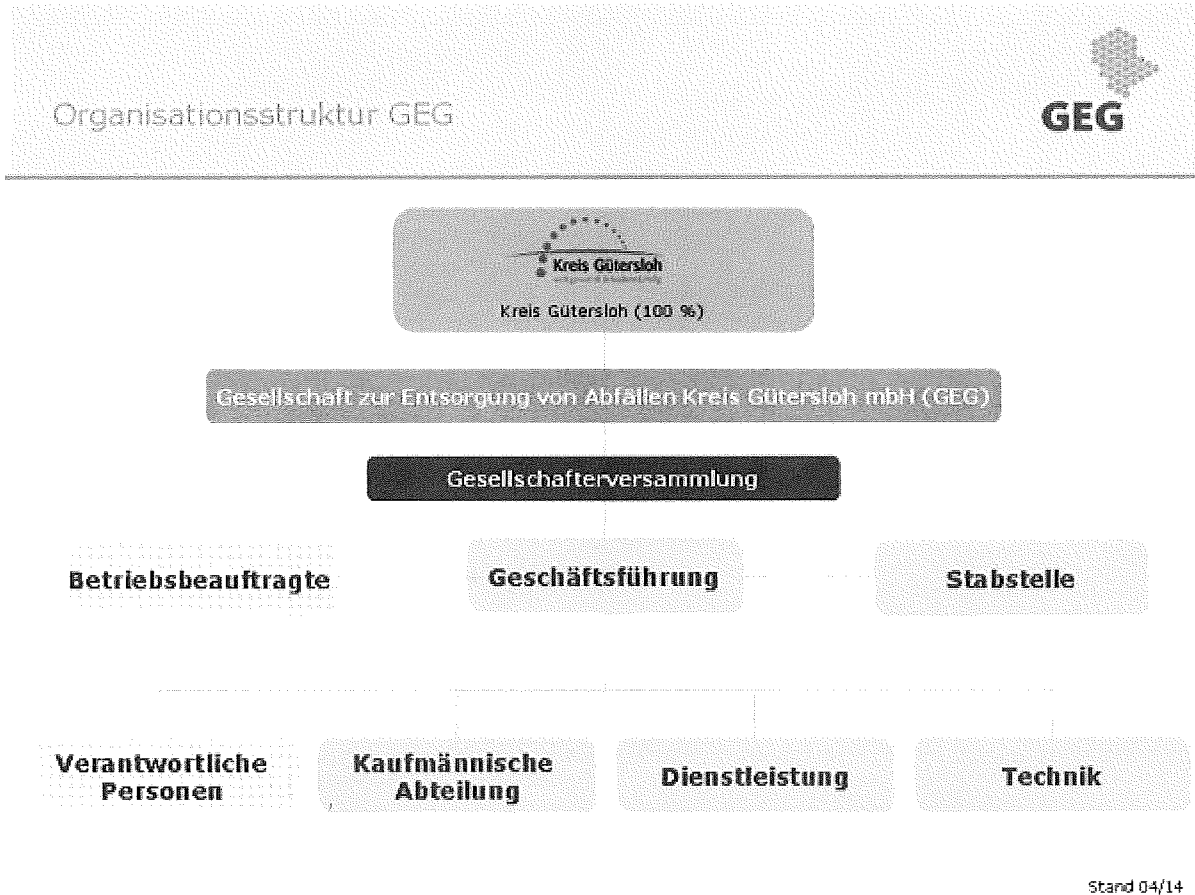 Organisationsstruktur GEG
GEG
Kreis Gütersloh
Kreis Gütersloh (100 %)
Gesellschaft zur Entsorgung von Abfällen Kreis Gütersloh mbH (GEG)
Gesellschafterversammlung
Betriebsbeauftragte
Geschäftsführung
Stabstelle
Verantwortliche
Personen
Kaufmännische
Abteilung
Dienstleistung
Technik
Stand 04/14